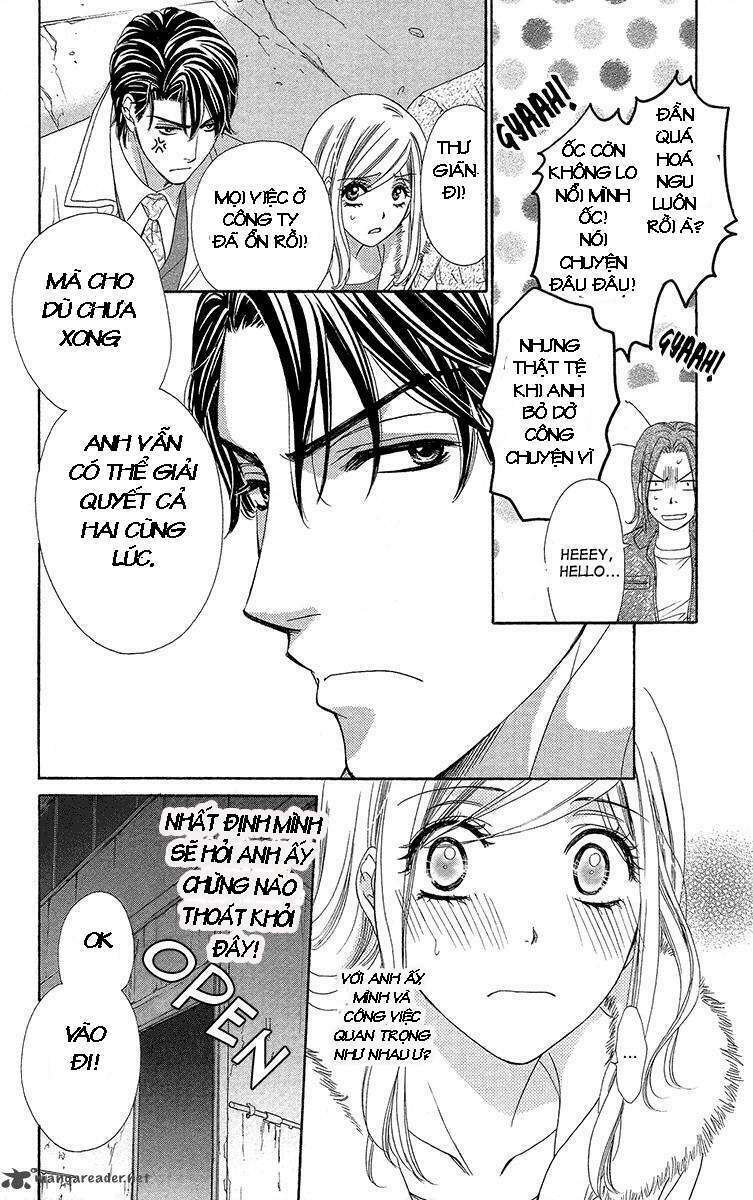 ĐẦN
QUÁ
HOÁ
NGU
LUÔN
RỒI À?
GYAAH!
ỐC CÒN
KHÔNG LO
NỔI MÌNH
ỐC!
NÓI
CHUYỆN
ĐÂU ĐÂU!
GYAAH!
NHƯNG
THẬT TỆ
KHI ANH
BỎ DỞ
CÔNG
CHUYỆN VÌ
HEEEY,
HELLO...
THƯ
GIÃN
ĐI!
MỌI VIỆC Ở
CÔNG TY
ĐÃ ỔN RỒI!
MÃ CHO
DÙ CHƯA
XONG.
ANH VẪN
CÓ THỂ GIẢI
QUYẾT CẢ
HAI CÙNG
LÚC.
...
VỚI ANH ẤY,
MÌNH VÀ
CÔNG VIỆC
QUAN TRỌNG
NHƯ NHAU Ư?
NHẤT ĐỊNH MÌNH
SẼ HỎI ANH ẤY
CHỪNG NÀO
THOÁT KHỎI
ĐÂY!
OPEN
OK.
VÀO
ĐI!
mangareader.net